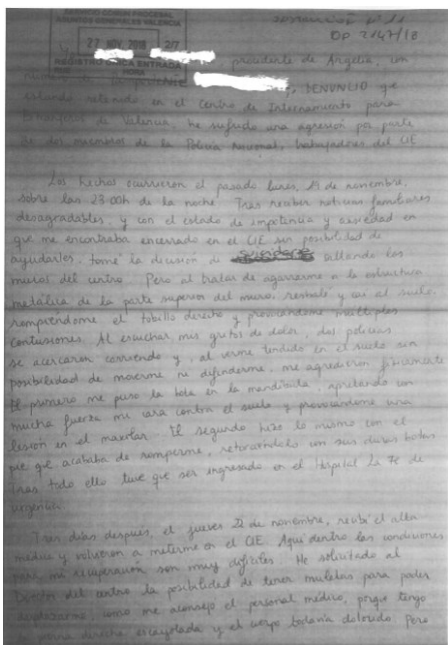 SERVICIO COMÚN PROCESAL
ASUNTOS GENERALES VALENCIA
27 NOV. 2018 2/7
REGISTRO ÚNICA ENTRADA
HORA
Instrucción nº 11
DP 2147/18
Yo, procedente de Argelia, con
DENUNCIO que
estando retenido en el Centro de Internamiento para
Extranjeros de Valencia, he sufrido una agresión por parte
de dos miembros de la Policía Nacional, trabajadores del CIE
Los hechos ocurrieron el pasado lunes, 19 de noviembre,
sobre las 23:00h de la noche. Tras recibir noticias familiares
desagradables, y con el estado de impotencia y ansiedad en
que me encontraba encerrado en el CIE sin posibilidad de
ayudarles, tomé la decisión de saltando los
muros del centro. Pero al tratar de agarrarme a la estructura
metálica de la parte superior del muro, resbalé y caí al suelo,
rompiéndome el tobillo derecho y provocándome múltiples
contusiones. Al escuchar mis gritos de dolor, dos policías
se acercaron corriendo y, al verme tendido en el suelo sin
posibilidad de moverme ni defenderme, me agredieron físicamente
El primero me puso la bota en la mandíbula, apretando con
mucha fuerza mi cara contra el suelo y provocándome una
lesión en el maxilar. El segundo hizo lo mismo con el
pie que acababa de romperme, retorciéndolo con sus duras botas
Tras todo ello tuve que ser ingresado en el Hospital La Fe de
urgencia.
Tres días después, el jueves 22 de noviembre, recibí el alta
médica y volvieron a meterme en el CIE. Aquí dentro las condiciones
para mi recuperación son muy difíciles. He solicitado al
Director del centro la posibilidad de tener muletas para poder
desplazarme, como me aconsejó el personal médico, porque tengo
la pierna derecha escayolada y el cuerpo todavía dolorido. Pero